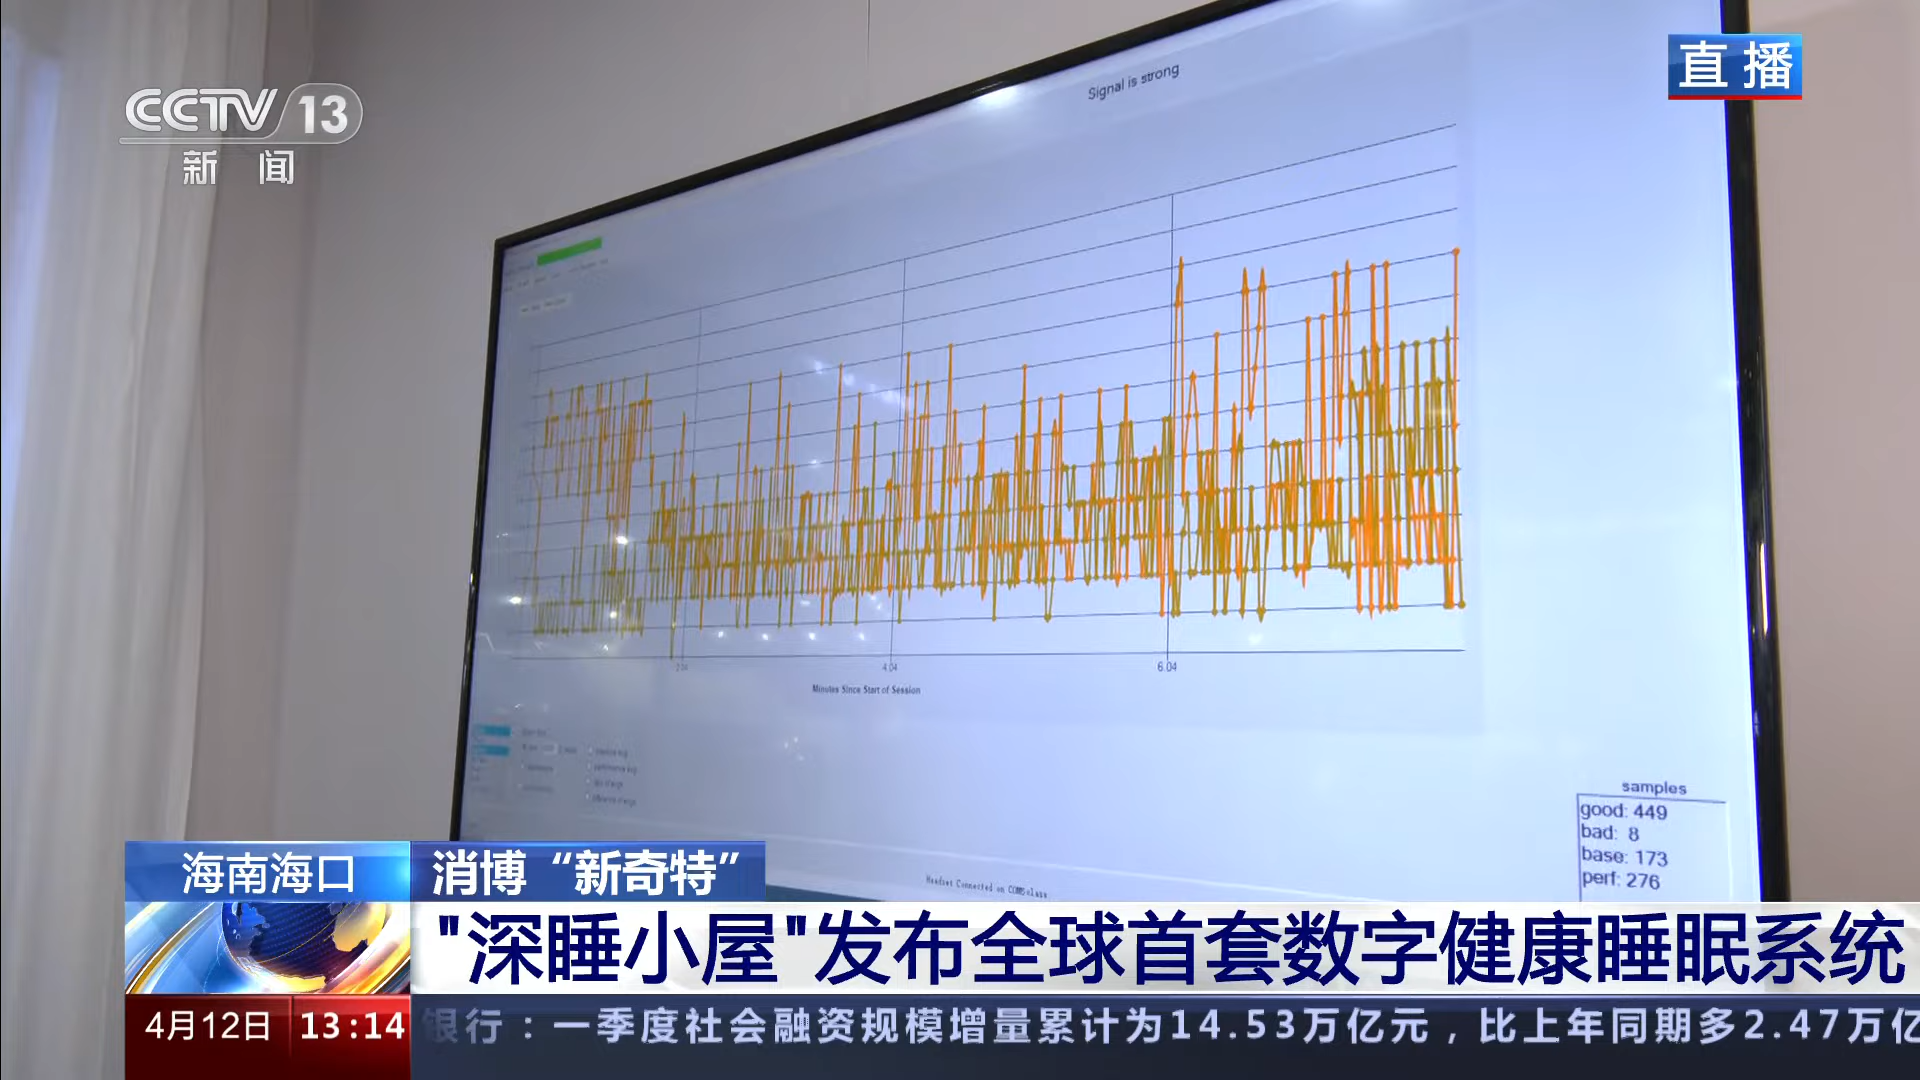 CCTV 13
新闻
直播
Signal is strong
2.04 4.04 6.04
Minutes Since Start of Session
samples
good: 449
bad: 8
base: 173
perf: 276
海南海口
消博“新奇特”
"深睡小屋"发布全球首套数字健康睡眠系统
4月12日 13:14
银行：一季度社会融资规模增量累计为14.53万亿元，比上年同期多2.47万亿